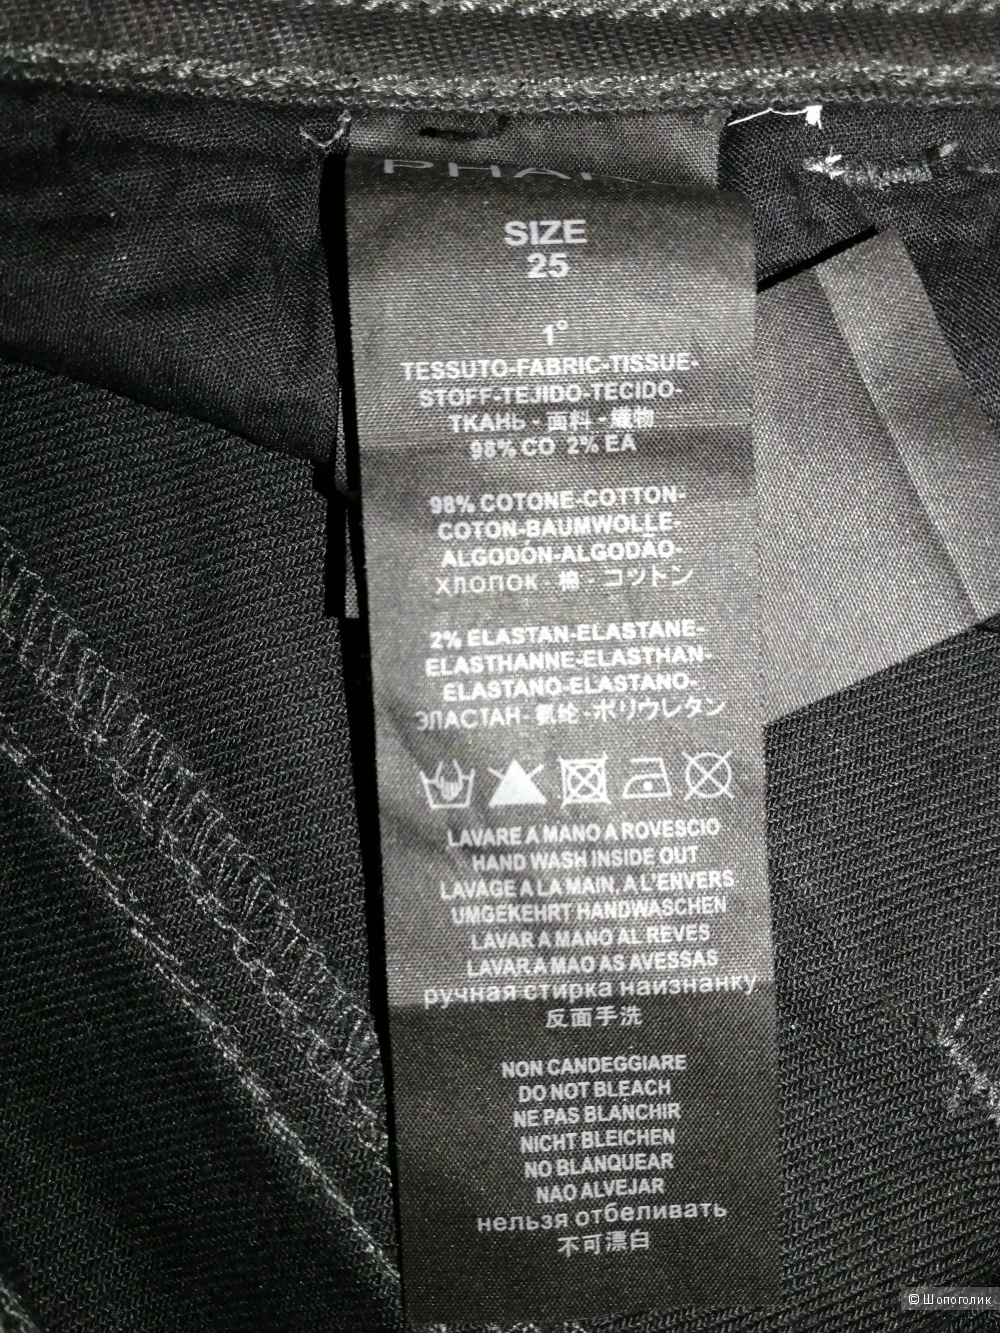 SIZE
25
1°
TESSUTO-FABRIC-TISSUE-
STOFF-TEJIDO-TECIDO-
ТКАНЬ - 面料 - 織物
98% CO 2% EA
98% COTONE-COTTON-
COTON-BAUMWOLLE-
ALGODÓN-ALGODÃO-
ХЛОПОК - 棉 - コットン
2% ELASTAN-ELASTANE-
ELASTHANNE-ELASTHAN-
ELASTANO-ELASTANO-
ЭЛАСТАН- 氨纶 -ポリウレタン
LAVARE A MANO A ROVESCIO
HAND WASH INSIDE OUT
LAVAGE A LA MAIN, A L'ENVERS
UMGEKEHRT HANDWASCHEN
LAVAR A MANO AL REVES
LAVAR A MAO AS AVESSAS
ручная стирка наизнанку
反面手洗
NON CANDEGGIARE
DO NOT BLEACH
NE PAS BLANCHIR
NICHT BLEICHEN
NO BLANQUEAR
NAO ALVEJAR
нельзя отбеливать
不可漂白
© Шопоголик